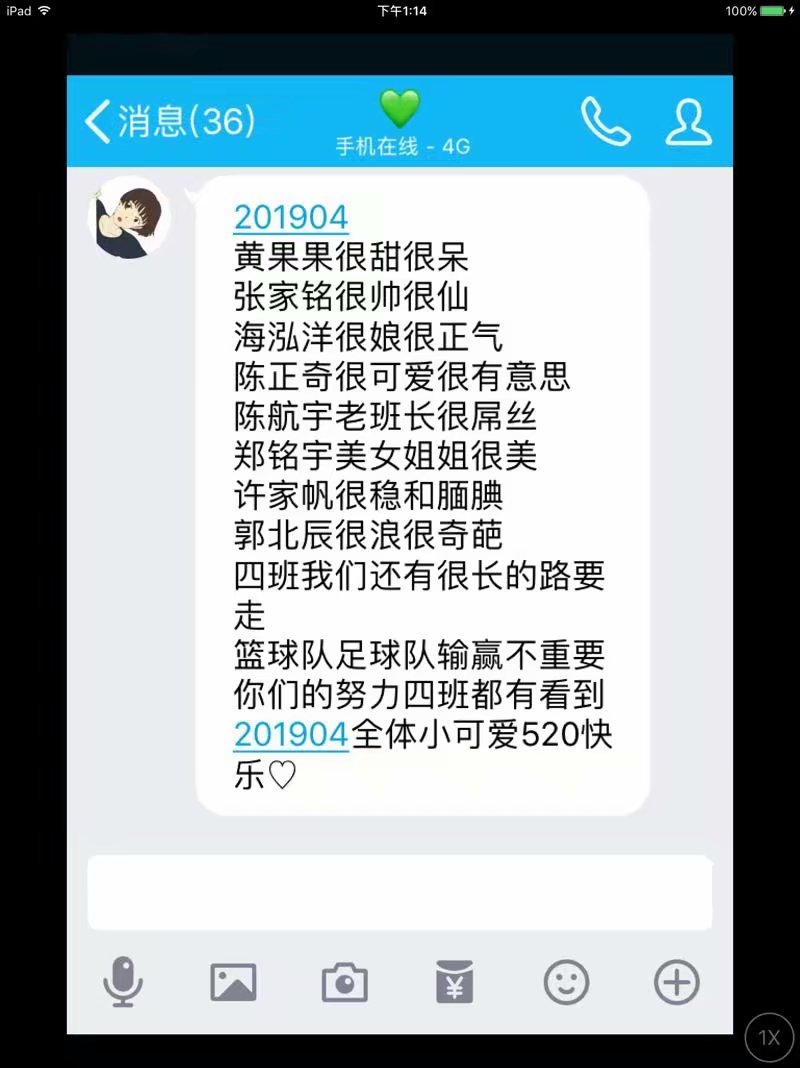 iPad 下午1:14 100%
消息(36)
手机在线 - 4G
201904
黄果果很甜很呆
张家铭很帅很仙
海泓洋很娘很正气
陈正奇很可爱很有意思
陈航宇老班长很屌丝
郑铭宇美女姐姐很美
许家帆很稳和腼腆
郭北辰很浪很奇葩
四班我们还有很长的路要
走
篮球队足球队输赢不重要
你们的努力四班都有看到
201904全体小可爱520快
乐♡
¥
1X